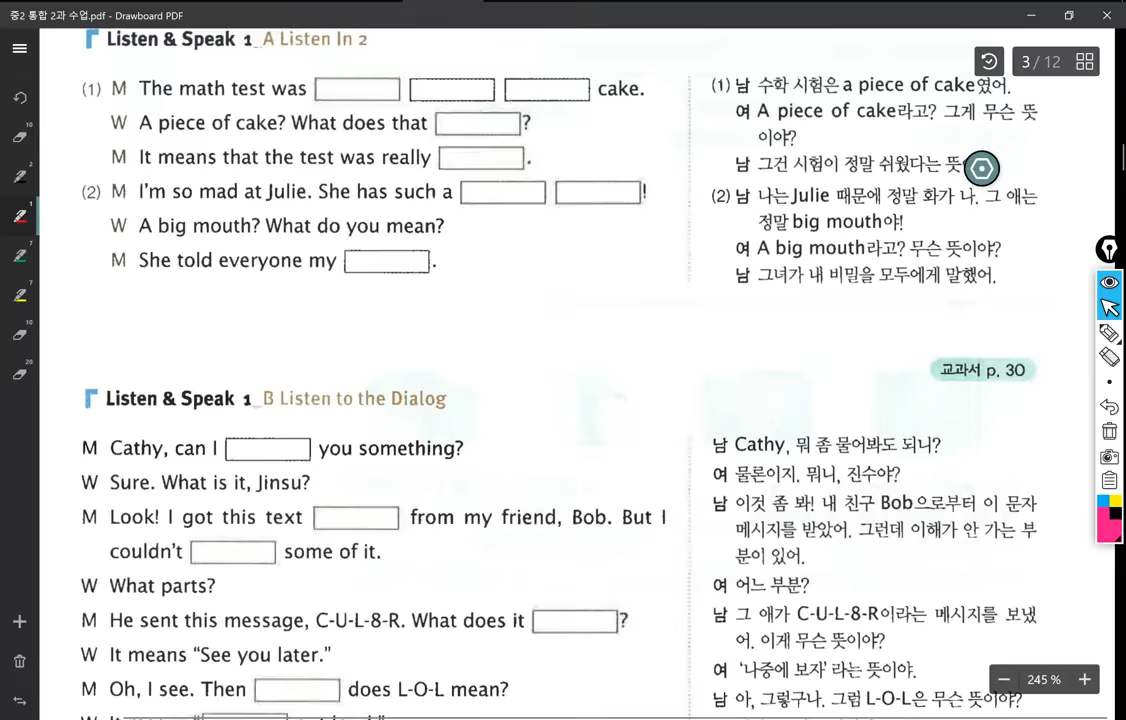 중2 통합 2과 수업.pdf - Drawboard PDF
Listen & Speak 1_A Listen In 2
3 / 12
(1) M The math test was cake.
W A piece of cake? What does that ?
M It means that the test was really .
(2) M I'm so mad at Julie. She has such a !
W A big mouth? What do you mean?
M She told everyone my .
(1) 남 수학 시험은 a piece of cake였어.
여 A piece of cake라고? 그게 무슨 뜻
이야?
남 그건 시험이 정말 쉬웠다는 뜻
(2) 남 나는 Julie 때문에 정말 화가 나. 그 애는
정말 big mouth야!
여 A big mouth라고? 무슨 뜻이야?
남 그녀가 내 비밀을 모두에게 말했어.
교과서 p. 30
Listen & Speak 1_B Listen to the Dialog
M Cathy, can I you something?
W Sure. What is it, Jinsu?
M Look! I got this text from my friend, Bob. But I
couldn't some of it.
W What parts?
M He sent this message, C-U-L-8-R. What does it ?
W It means "See you later."
M Oh, I see. Then does L-O-L mean?
남 Cathy, 뭐 좀 물어봐도 되니?
여 물론이지. 뭐니, 진수야?
남 이것 좀 봐! 내 친구 Bob으로부터 이 문자
메시지를 받았어. 그런데 이해가 안 가는 부
분이 있어.
여 어느 부분?
남 그 애가 C-U-L-8-R이라는 메시지를 보냈
어. 이게 무슨 뜻이야?
여 '나중에 보자'라는 뜻이야.
남 아, 그렇구나. 그럼 L-O-L은 무슨 뜻이야?
245 %
10
2
1
7
7
10
20